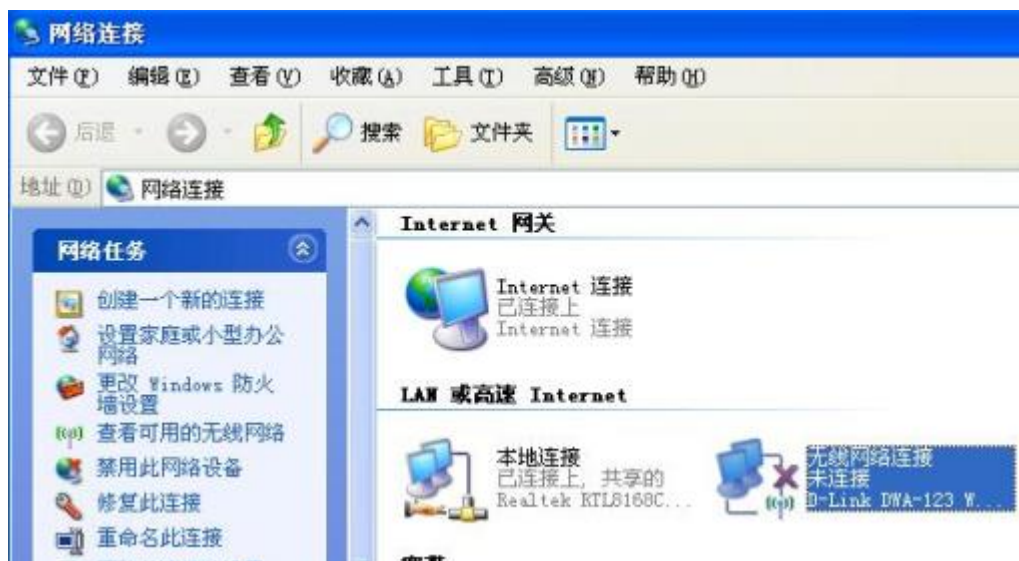 网络连接
文件(F) 编辑(E) 查看(V) 收藏(A) 工具(T) 高级(N) 帮助(H)
后退 搜索 文件夹
地址(D) 网络连接
网络任务
创建一个新的连接
设置家庭或小型办公
网络
更改 Windows 防火
墙设置
查看可用的无线网络
禁用此网络设备
修复此连接
重命名此连接
Internet 网关
Internet 连接
已连接上
Internet 连接
LAN 或高速 Internet
本地连接
已连接上, 共享的
Realtek RTL8168C...
无线网络连接
未连接
D-Link DWA-123 W...